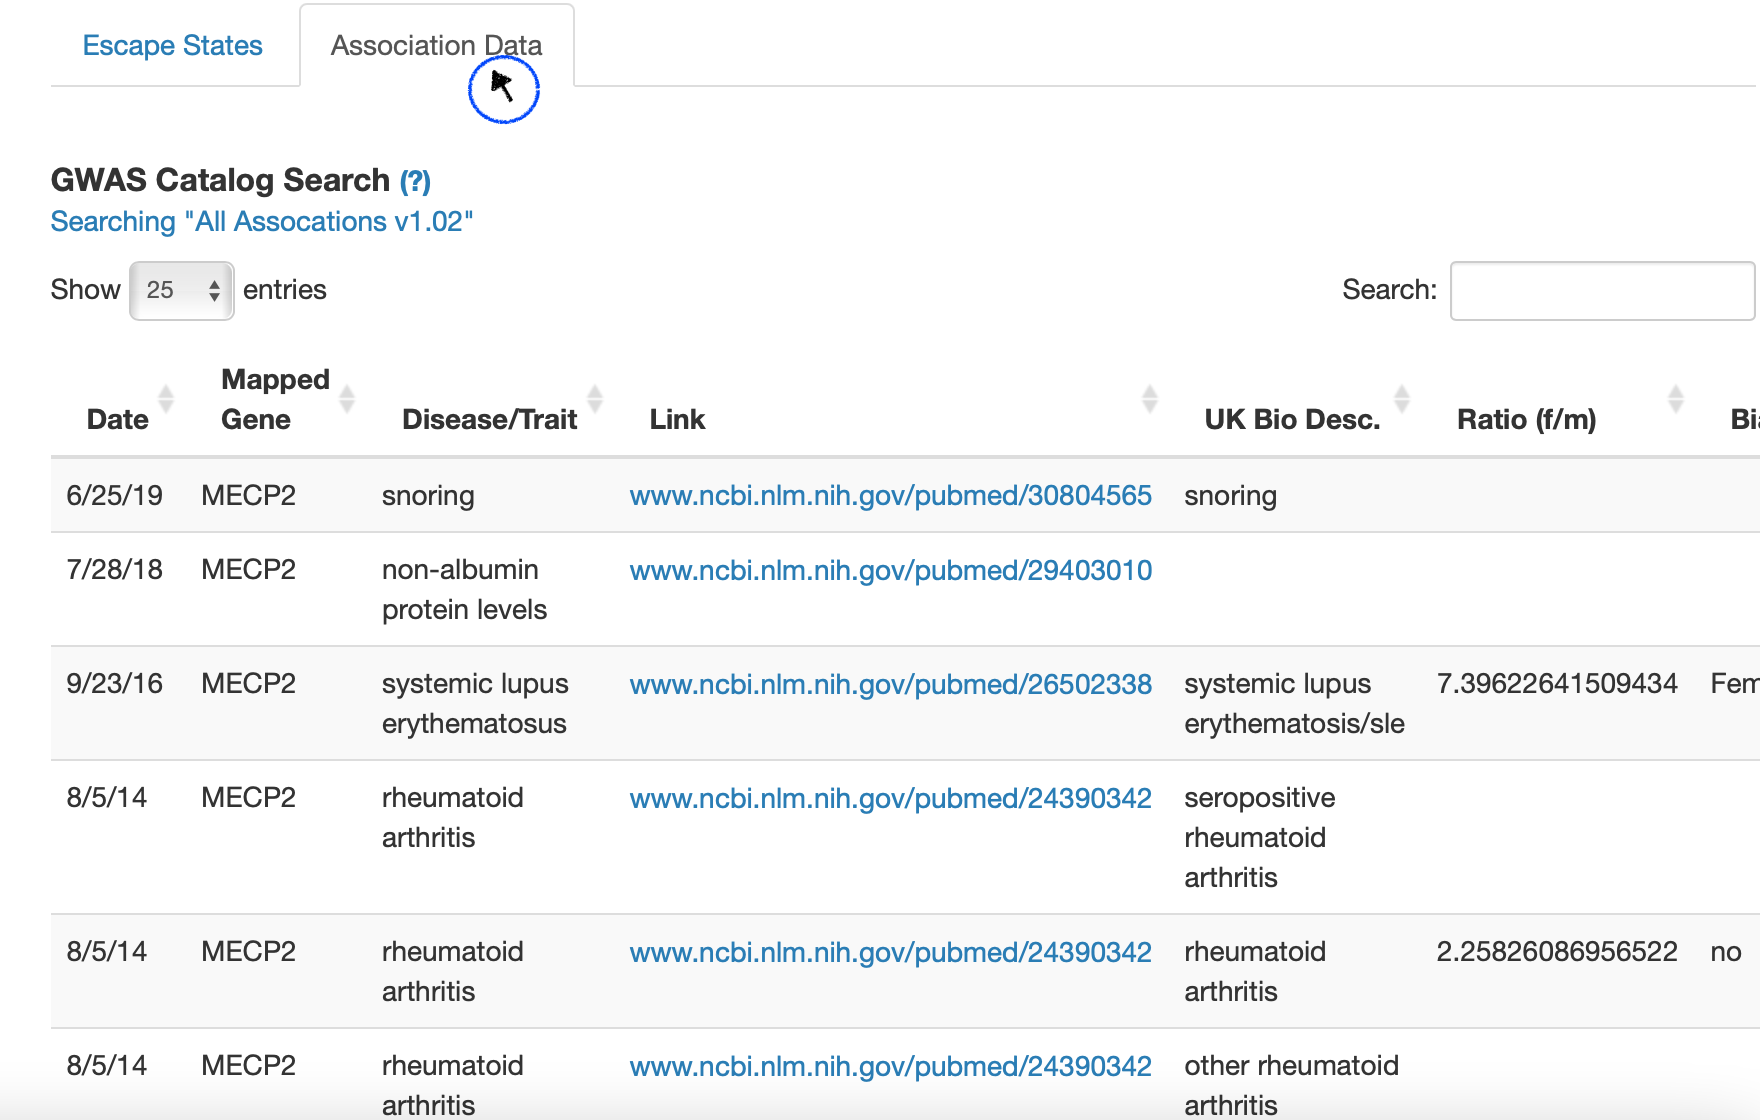 Escape States Association Data
GWAS Catalog Search (?)
Searching "All Assocations v1.02"
Show 25 entries Search:
Mapped
Date Gene Disease/Trait Link UK Bio Desc. Ratio (f/m)
6/25/19 MECP2 snoring www.ncbi.nlm.nih.gov/pubmed/30804565 snoring
7/28/18 MECP2 non-albumin www.ncbi.nlm.nih.gov/pubmed/29403010
protein levels
9/23/16 MECP2 systemic lupus www.ncbi.nlm.nih.gov/pubmed/26502338 systemic lupus 7.39622641509434 Fem
erythematosus erythematosis/sle
8/5/14 MECP2 rheumatoid www.ncbi.nlm.nih.gov/pubmed/24390342 seropositive
arthritis rheumatoid
arthritis
8/5/14 MECP2 rheumatoid www.ncbi.nlm.nih.gov/pubmed/24390342 rheumatoid 2.25826086956522 no
arthritis arthritis
8/5/14 MECP2 rheumatoid www.ncbi.nlm.nih.gov/pubmed/24390342 other rheumatoid
arthritis arthritis